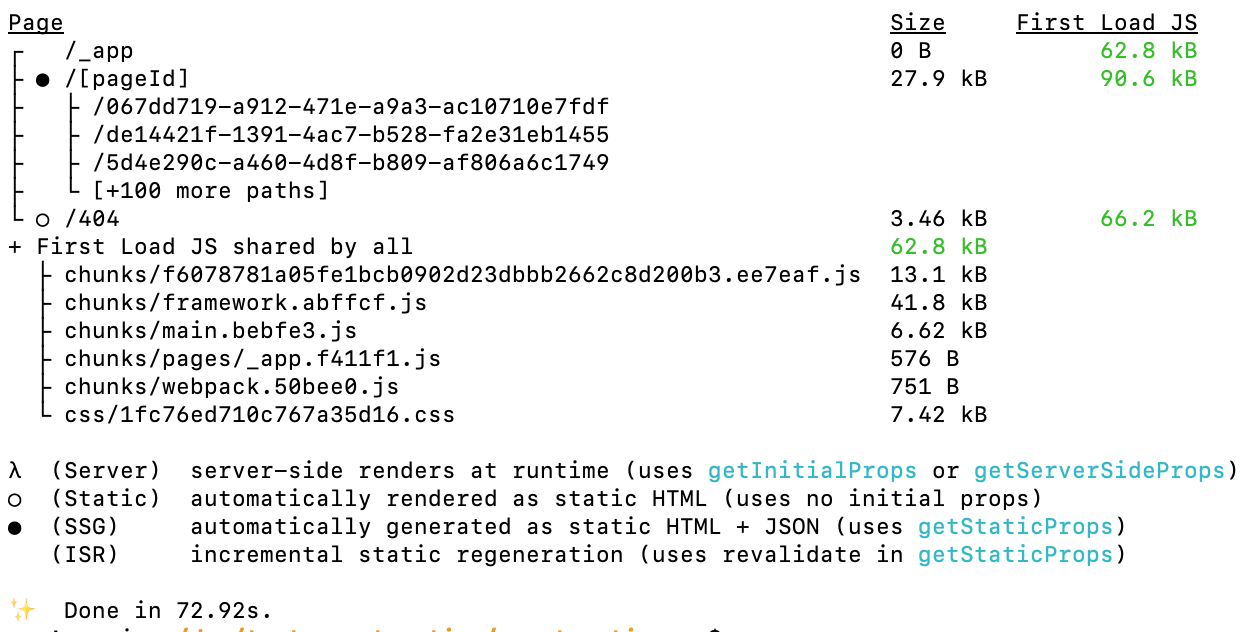 Page Size First Load JS
┌ /_app 0 B 62.8 kB
├ ● /[pageId] 27.9 kB 90.6 kB
├ ├ /067dd719-a912-471e-a9a3-ac10710e7fdf
├ ├ /de14421f-1391-4ac7-b528-fa2e31eb1455
├ ├ /5d4e290c-a460-4d8f-b809-af806a6c1749
├ └ [+100 more paths]
└ ○ /404 3.46 kB 66.2 kB
+ First Load JS shared by all 62.8 kB
├ chunks/f6078781a05fe1bcb0902d23dbbb2662c8d200b3.ee7eaf.js 13.1 kB
├ chunks/framework.abffcf.js 41.8 kB
├ chunks/main.bebfe3.js 6.62 kB
├ chunks/pages/_app.f411f1.js 576 B
├ chunks/webpack.50bee0.js 751 B
└ css/1fc76ed710c767a35d16.css 7.42 kB
λ (Server) server-side renders at runtime (uses getInitialProps or getServerSideProps)
○ (Static) automatically rendered as static HTML (uses no initial props)
● (SSG) automatically generated as static HTML + JSON (uses getStaticProps)
(ISR) incremental static regeneration (uses revalidate in getStaticProps)
✨ Done in 72.92s.